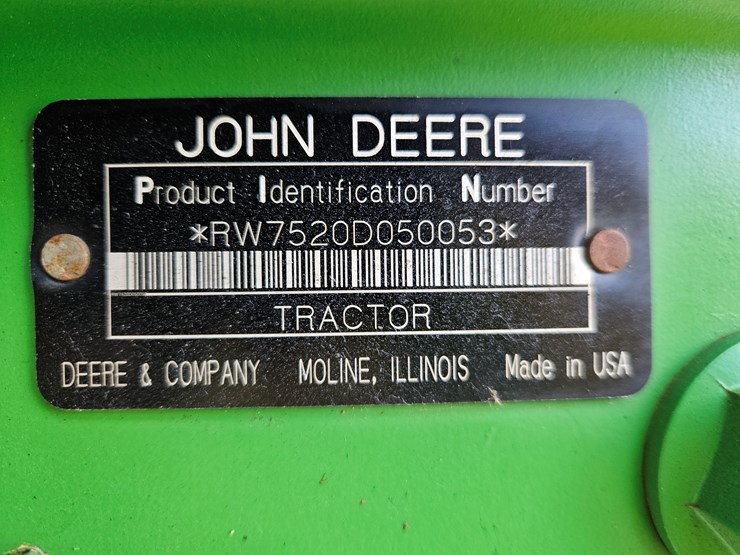 JOHN DEERE
Product Identification Number
*RW7520D050053*
TRACTOR
DEERE & COMPANY MOLINE, ILLINOIS Made in USA